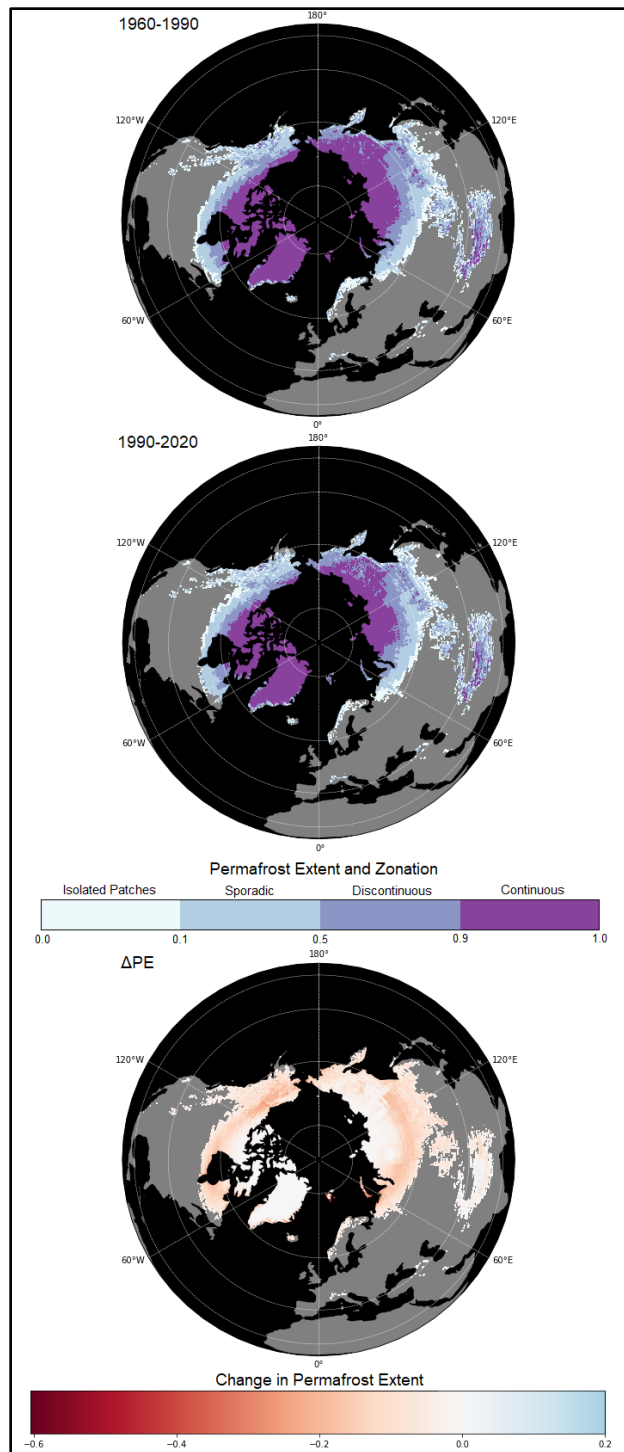 1960-1990
180°
120°W
120°E
60°W
60°E
0°
1990-2020
180°
120°W
120°E
60°W
60°E
0°
Permafrost Extent and Zonation
Isolated Patches Sporadic Discontinuous Continuous
0.0 0.1 0.5 0.9 1.0
ΔPE
180°
120°W
120°E
60°W
60°E
0°
Change in Permafrost Extent
−0.6 −0.4 −0.2 0.0 0.2